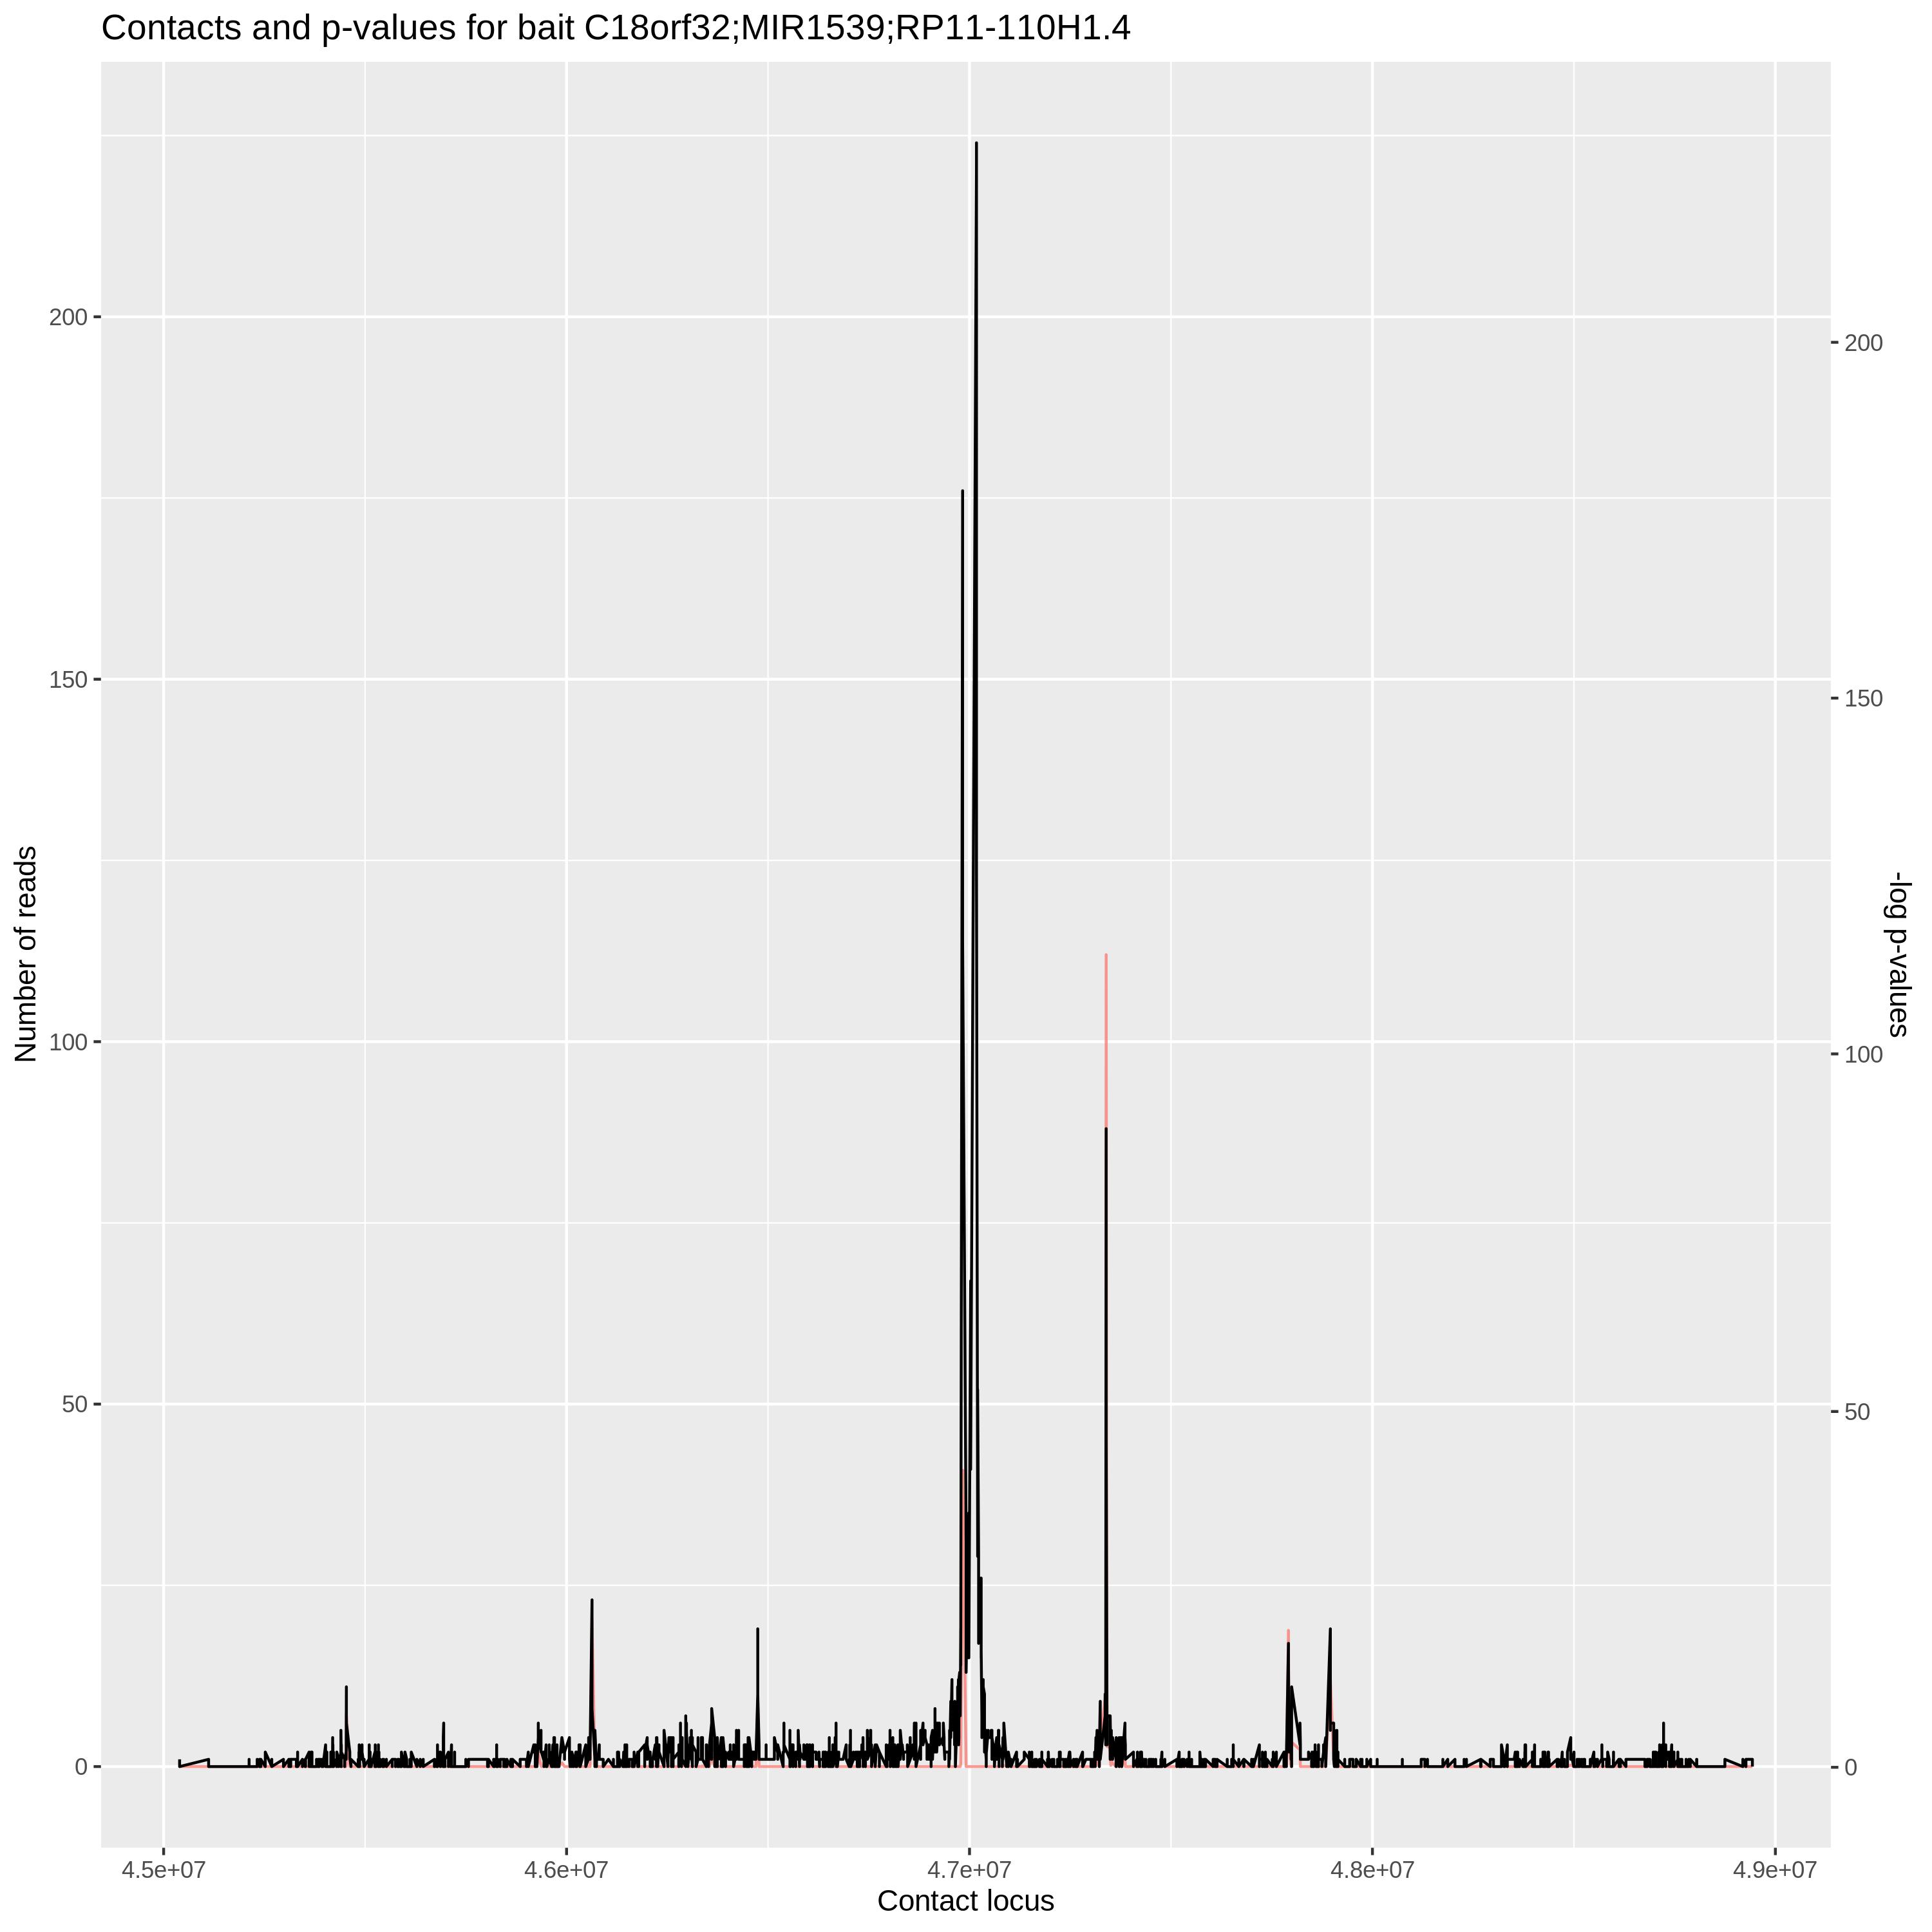 Contacts and p-values for bait C18orf32;MIR1539;RP11-110H1.4
Number of reads
200
150
100
50
0
200
150
100
50
0
-log p-values
4.5e+07
4.6e+07
4.7e+07
4.8e+07
4.9e+07
Contact locus